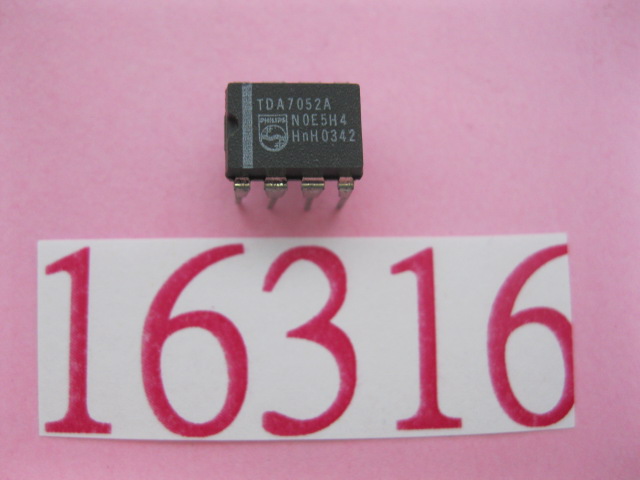 TDA7052A
PHILIPS
N0E5H4
HnH0342
16316